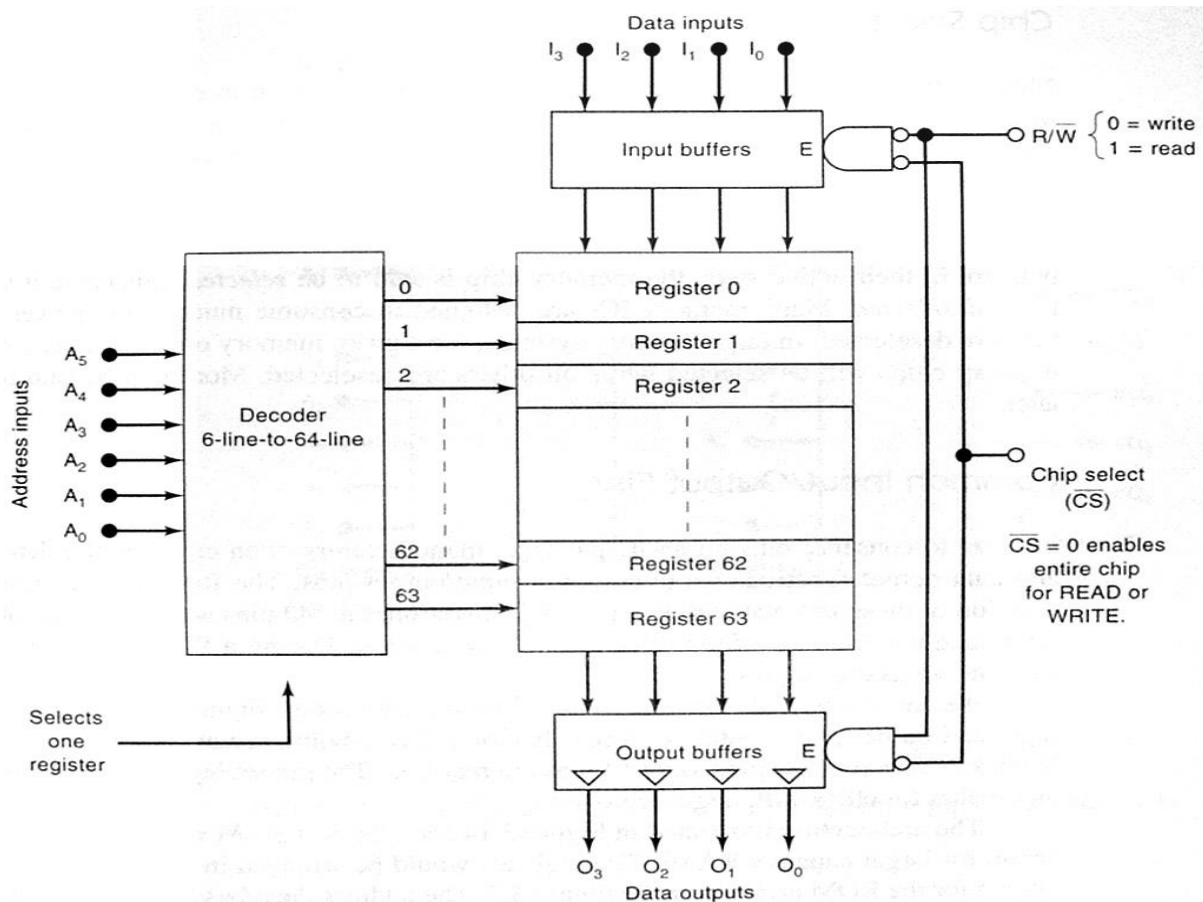 Data inputs
I₃ I₂ I₁ I₀
Input buffers E
R/W̅ { 0 = write
1 = read
Register 0
Register 1
Register 2
Register 62
Register 63
0
1
2
62
63
Address inputs
A₅
A₄
A₃
A₂
A₁
A₀
Decoder
6-line-to-64-line
Chip select
(C̅S̅)
C̅S̅ = 0 enables
entire chip
for READ or
WRITE.
Selects
one
register
Output buffers E
O₃ O₂ O₁ O₀
Data outputs